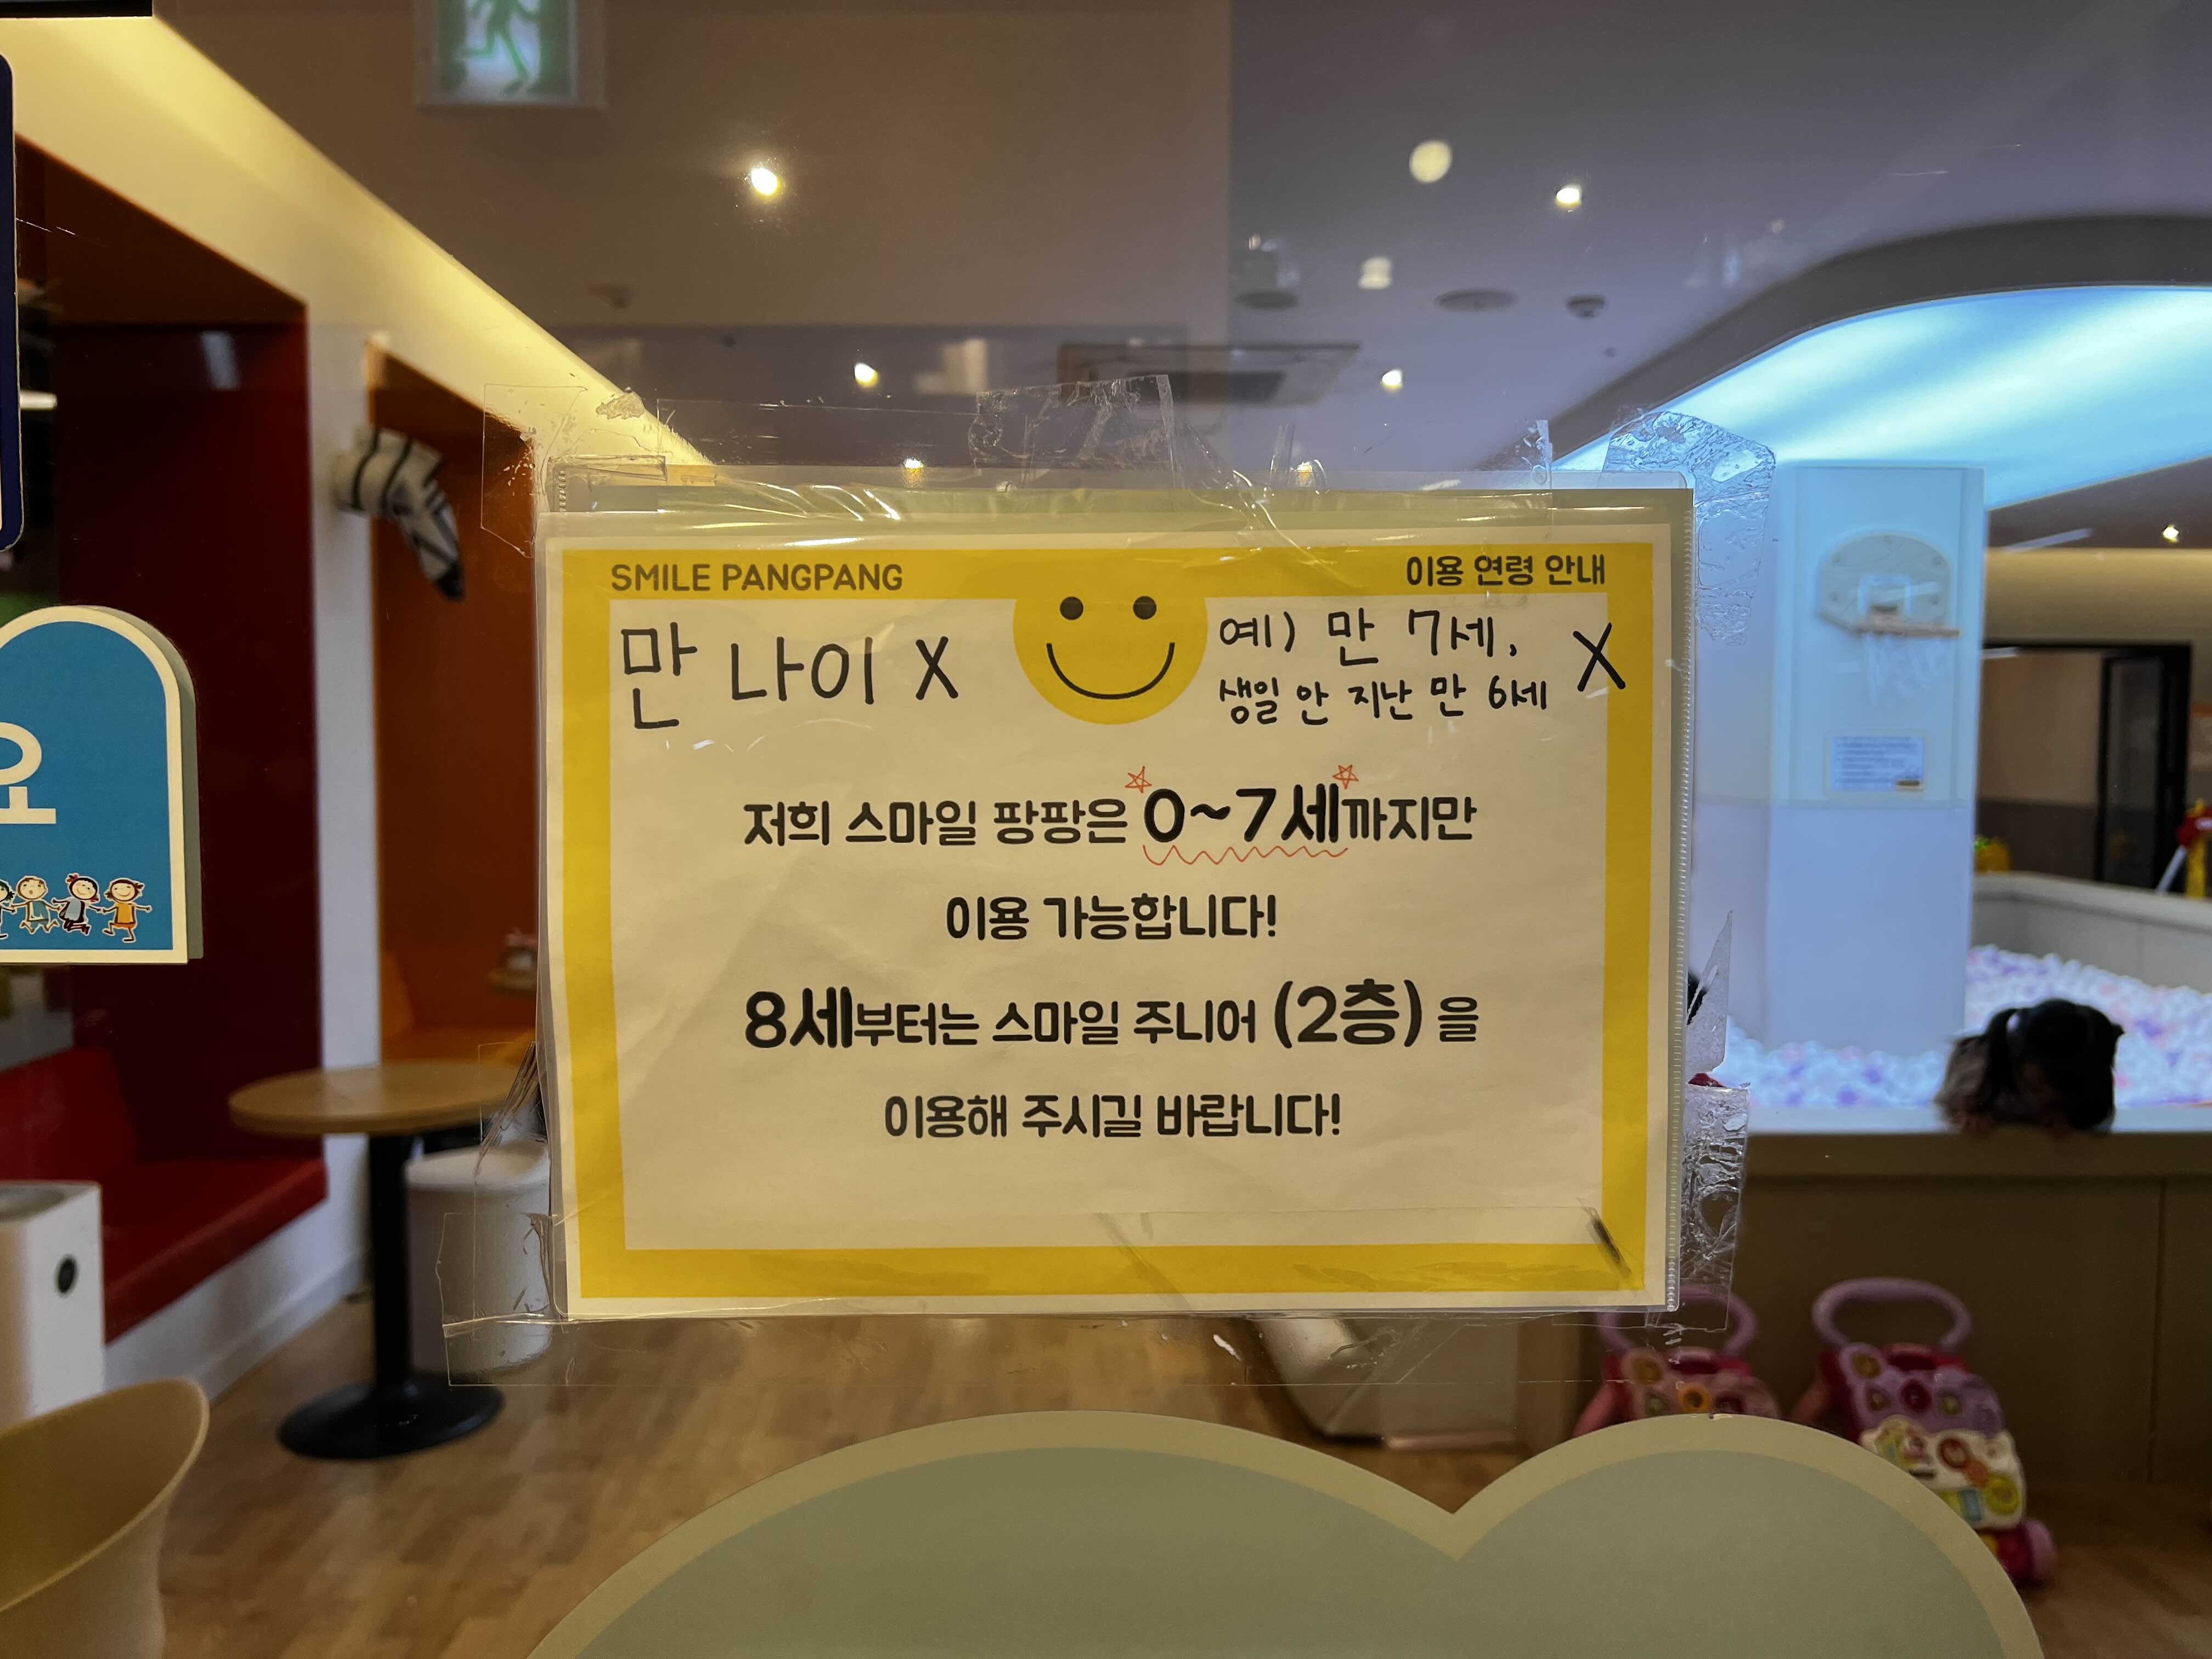 SMILE PANGPANG
이용 연령 안내
만 나이 X
예) 만 7세,
생일 안 지난 만 6세 X
저희 스마일 팡팡은 0~7세까지만
이용 가능합니다!
8세부터는 스마일 주니어 (2층) 을
이용해 주시길 바랍니다!